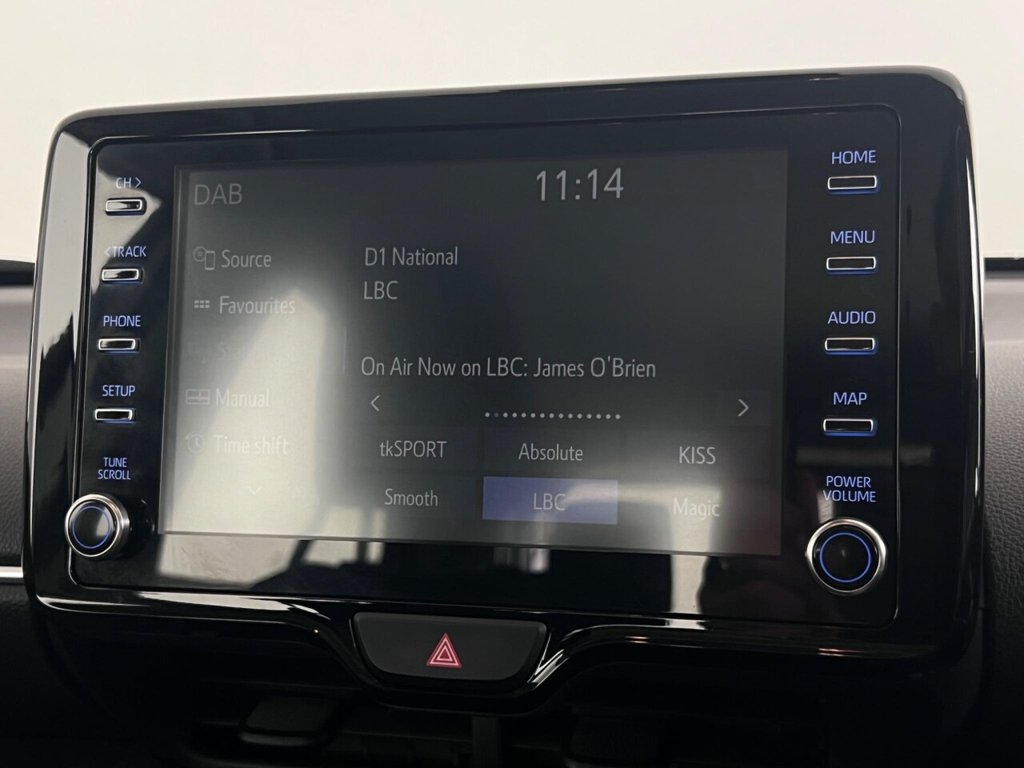 CH>
<TRACK
PHONE
SETUP
TUNE
SCROLL
DAB
11:14
Source
Favourites
Manual
Time shift
D1 National
LBC
On Air Now on LBC: James O'Brien
< >
tkSPORT Absolute KISS
Smooth LBC Magic
HOME
MENU
AUDIO
MAP
POWER
VOLUME